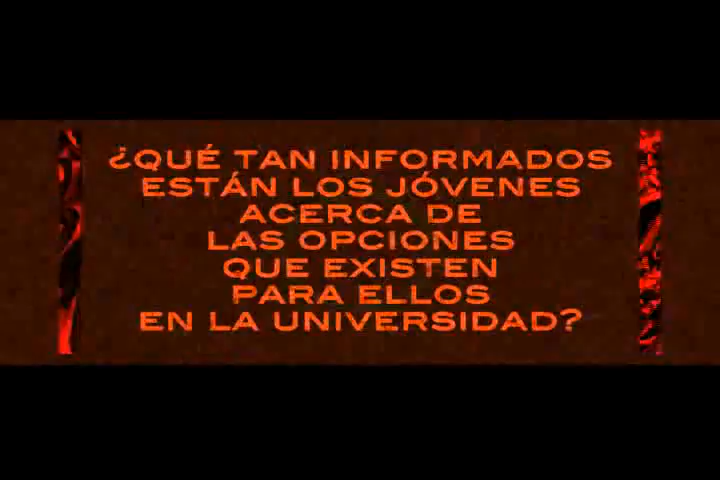 ¿QUÉ TAN INFORMADOS
ESTÁN LOS JÓVENES
ACERCA DE
LAS OPCIONES
QUE EXISTEN
PARA ELLOS
EN LA UNIVERSIDAD?